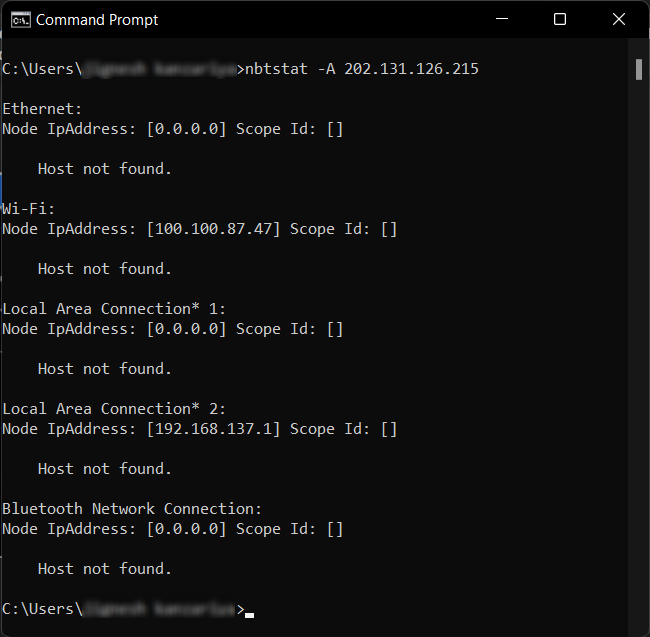 Command Prompt
C:\Users\ >nbtstat -A 202.131.126.215
Ethernet:
Node IpAddress: [0.0.0.0] Scope Id: []
Host not found.
Wi-Fi:
Node IpAddress: [100.100.87.47] Scope Id: []
Host not found.
Local Area Connection* 1:
Node IpAddress: [0.0.0.0] Scope Id: []
Host not found.
Local Area Connection* 2:
Node IpAddress: [192.168.137.1] Scope Id: []
Host not found.
Bluetooth Network Connection:
Node IpAddress: [0.0.0.0] Scope Id: []
Host not found.
C:\Users\ >